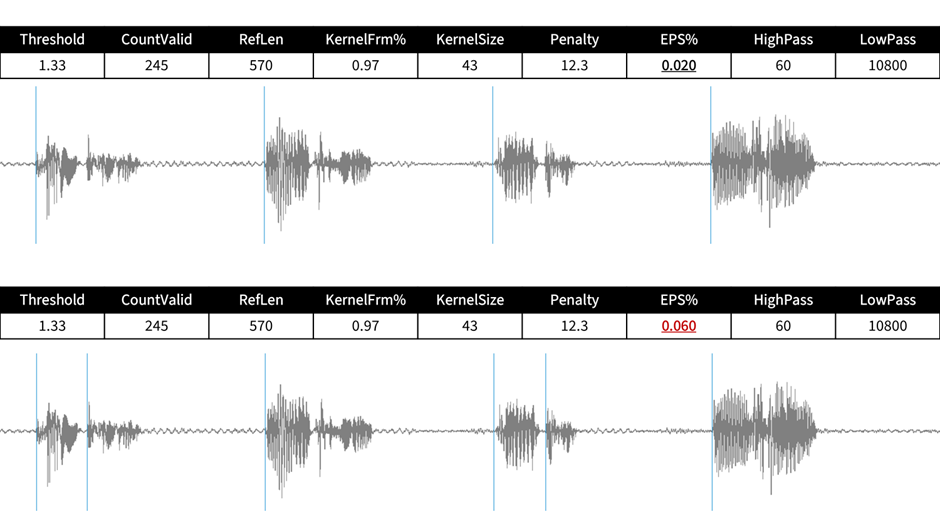 Threshold CountValid RefLen KernelFrm% KernelSize Penalty EPS% HighPass LowPass
1.33 245 570 0.97 43 12.3 0.020 60 10800
Threshold CountValid RefLen KernelFrm% KernelSize Penalty EPS% HighPass LowPass
1.33 245 570 0.97 43 12.3 0.060 60 10800